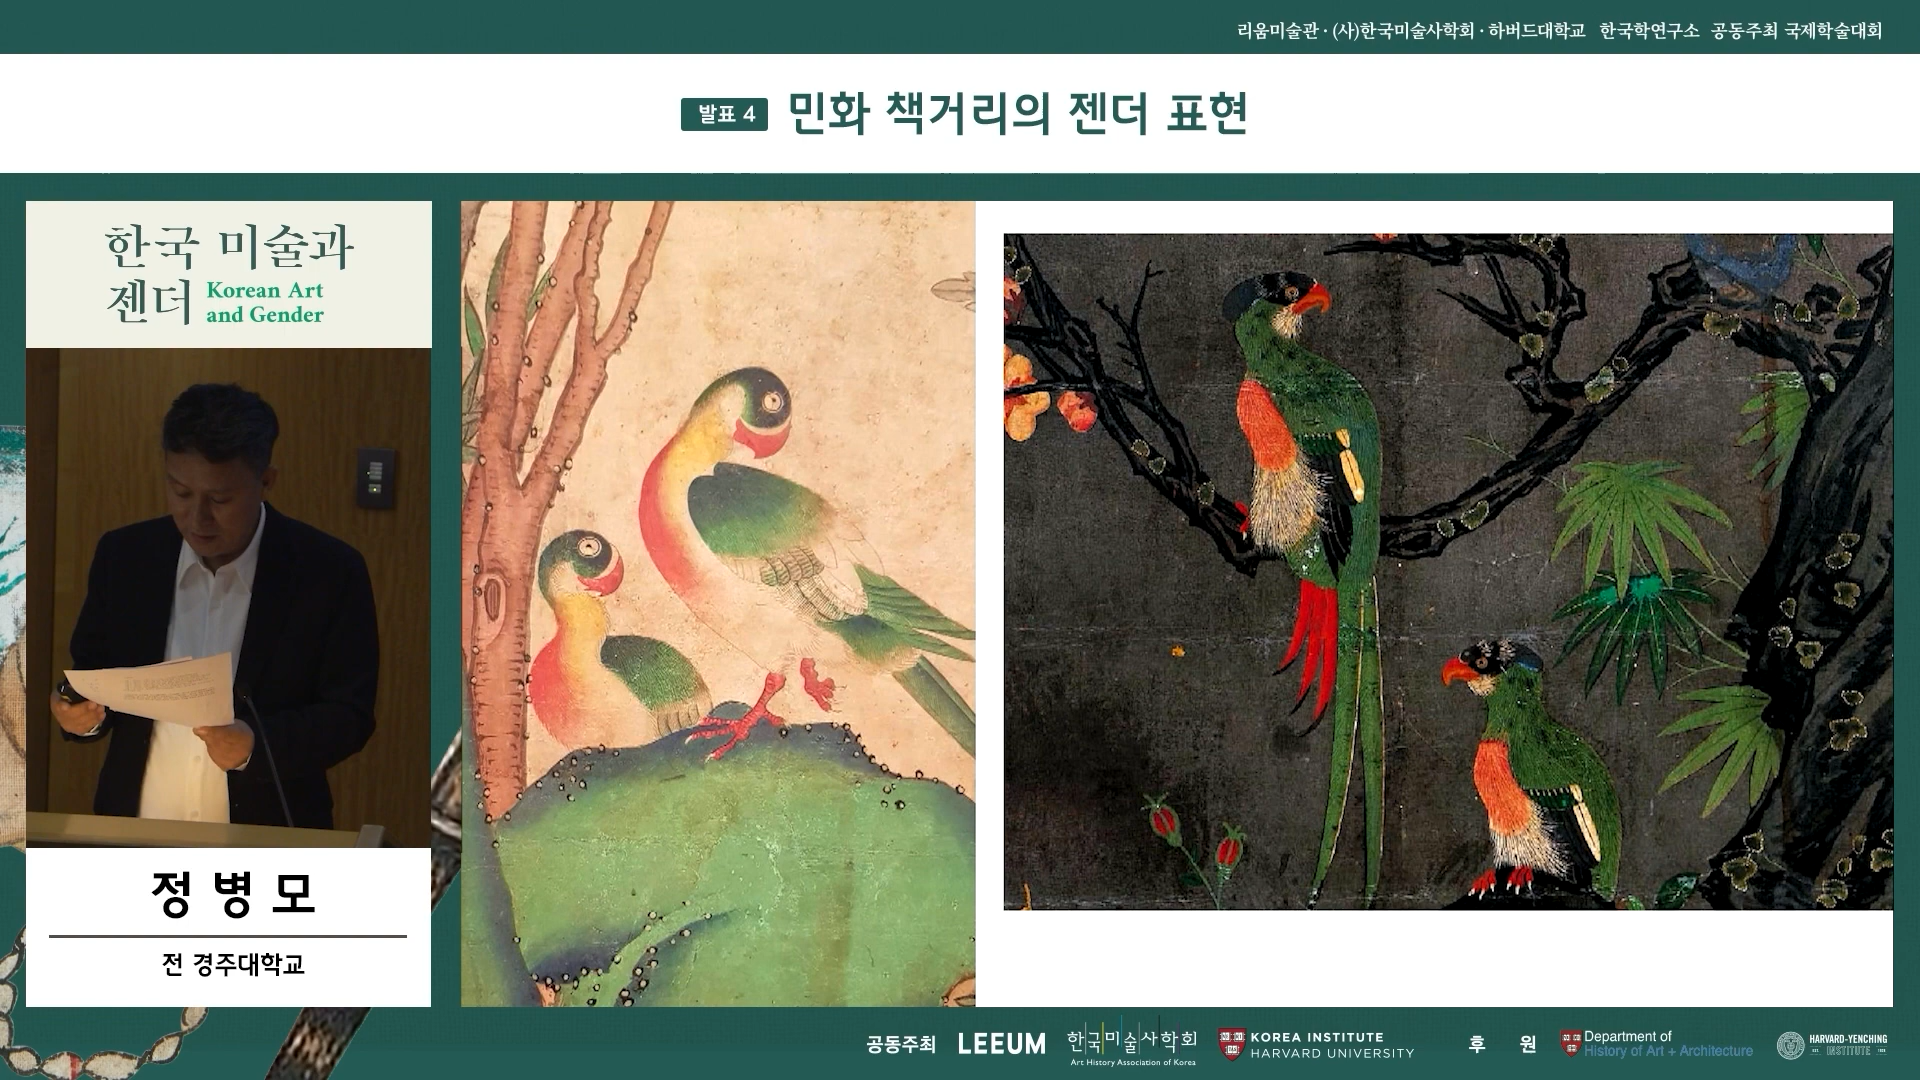 리움미술관 · (사)한국미술사학회 · 하버드대학교 한국학연구소 공동주최 국제학술대회
발표 4 민화 책거리의 젠더 표현
한국 미술과
젠더
Korean Art
and Gender
정병모
전 경주대학교
공동주최
LEEUM
한국미술사학회
Art History Association of Korea
KOREA INSTITUTE
HARVARD UNIVERSITY
후 원
Department of
History of Art + Architecture
HARVARD-YENCHING
INSTITUTE